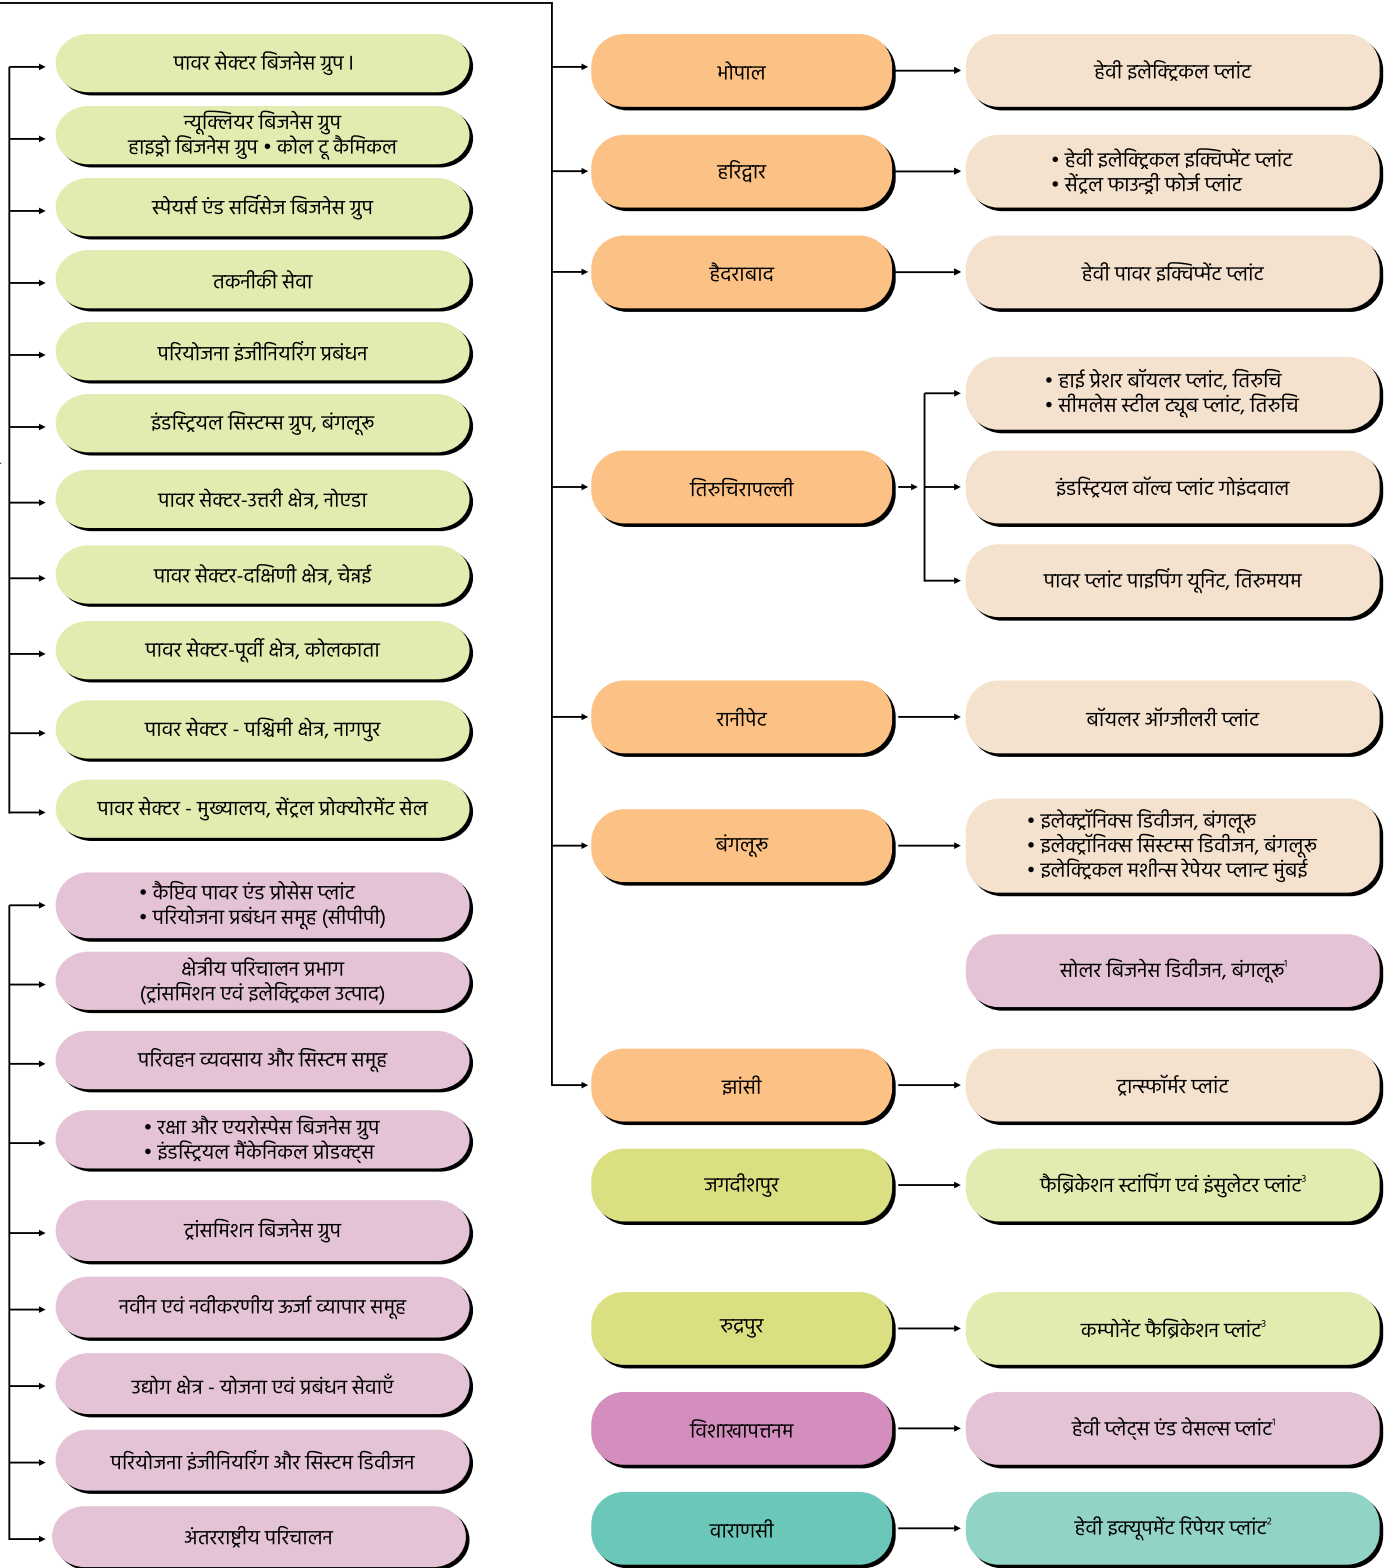 पावर सेक्टर बिजनेस ग्रुप I
न्यूक्लियर बिजनेस ग्रुप
हाइड्रो बिजनेस ग्रुप • कोल टू कैमिकल
स्पेयर्स एंड सर्विसेज बिजनेस ग्रुप
तकनीकी सेवा
परियोजना इंजीनियरिंग प्रबंधन
इंडस्ट्रियल सिस्टम्स ग्रुप, बंगलूरू
पावर सेक्टर-उत्तरी क्षेत्र, नोएडा
पावर सेक्टर-दक्षिणी क्षेत्र, चेन्नई
पावर सेक्टर-पूर्वी क्षेत्र, कोलकाता
पावर सेक्टर - पश्चिमी क्षेत्र, नागपुर
पावर सेक्टर - मुख्यालय, सेंट्रल प्रोक्योरमेंट सेल
• कैप्टिव पावर एंड प्रोसेस प्लांट
• परियोजना प्रबंधन समूह (सीपीपी)
क्षेत्रीय परिचालन प्रभाग
(ट्रांसमिशन एवं इलेक्ट्रिकल उत्पाद)
परिवहन व्यवसाय और सिस्टम समूह
• रक्षा और एयरोस्पेस बिजनेस ग्रुप
• इंडस्ट्रियल मैंकेनिकल प्रोडक्ट्स
ट्रांसमिशन बिजनेस ग्रुप
नवीन एवं नवीकरणीय ऊर्जा व्यापार समूह
उद्योग क्षेत्र - योजना एवं प्रबंधन सेवाएँ
परियोजना इंजीनियरिंग और सिस्टम डिवीजन
अंतरराष्ट्रीय परिचालन
भोपाल
हेवी इलेक्ट्रिकल प्लांट
हरिद्वार
• हेवी इलेक्ट्रिकल इक्विप्मेंट प्लांट
• सेंट्रल फाउन्ड्री फोर्ज प्लांट
हैदराबाद
हेवी पावर इक्विप्मेंट प्लांट
तिरुचिरापल्ली
• हाई प्रेशर बॉयलर प्लांट, तिरुचि
• सीमलेस स्टील ट्यूब प्लांट, तिरुचि
इंडस्ट्रियल वॉल्व प्लांट गोइंदवाल
पावर प्लांट पाइपिंग यूनिट, तिरुमयम
रानीपेट
बॉयलर ऑग्जीलरी प्लांट
बंगलूरू
• इलेक्ट्रॉनिक्स डिवीजन, बंगलूरू
• इलेक्ट्रॉनिक्स सिस्टम्स डिवीजन, बंगलूरू
• इलेक्ट्रिकल मशीन्स रेपेयर प्लान्ट मुंबई
सोलर बिजनेस डिवीजन, बंगलूरू¹
झांसी
ट्रान्स्फॉर्मर प्लांट
जगदीशपुर
फैब्रिकेशन स्टांपिंग एवं इंसुलेटर प्लांट³
रुद्रपुर
कम्पोनेंट फैब्रिकेशन प्लांट³
विशाखापत्तनम
हेवी प्लेट्स एंड वेसल्स प्लांट¹
वाराणसी
हेवी इक्यूपमेंट रिपेयर प्लांट²